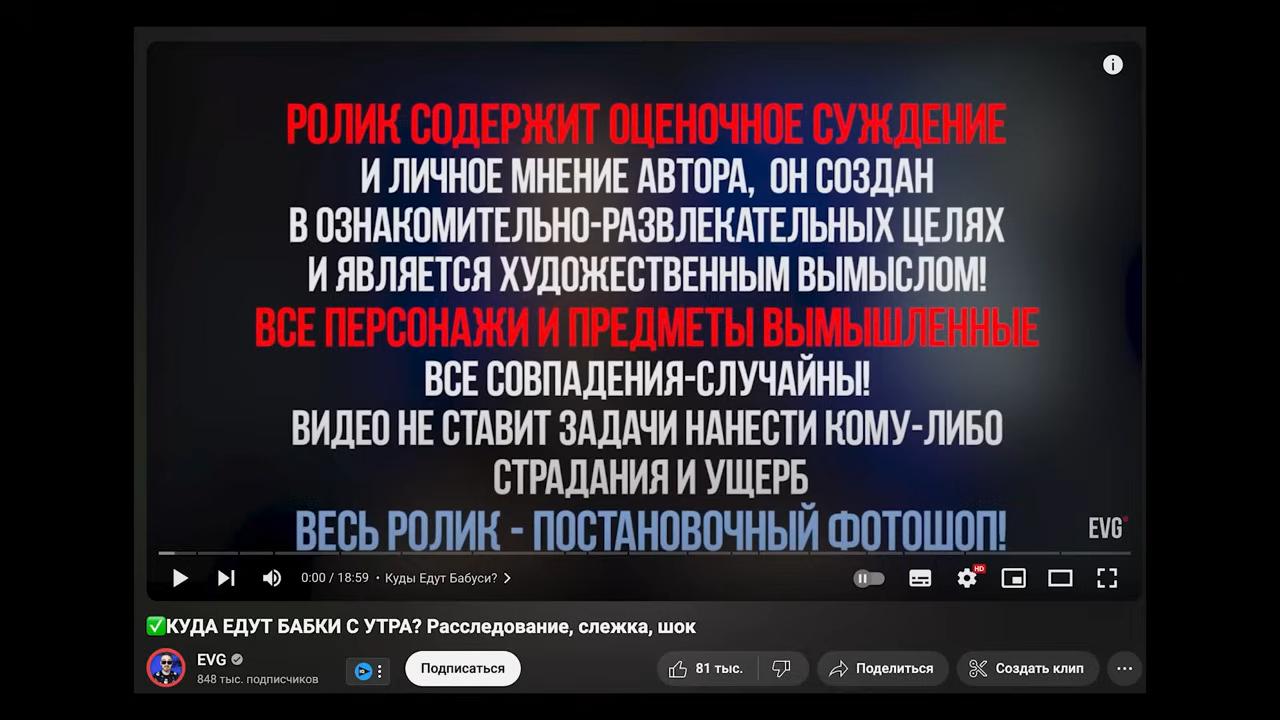 РОЛИК СОДЕРЖИТ ОЦЕНОЧНОЕ СУЖДЕНИЕ
И ЛИЧНОЕ МНЕНИЕ АВТОРА, ОН СОЗДАН
В ОЗНАКОМИТЕЛЬНО-РАЗВЛЕКАТЕЛЬНЫХ ЦЕЛЯХ
И ЯВЛЯЕТСЯ ХУДОЖЕСТВЕННЫМ ВЫМЫСЛОМ!
ВСЕ ПЕРСОНАЖИ И ПРЕДМЕТЫ ВЫМЫШЛЕННЫЕ
ВСЕ СОВПАДЕНИЯ-СЛУЧАЙНЫ!
ВИДЕО НЕ СТАВИТ ЗАДАЧИ НАНЕСТИ КОМУ-ЛИБО
СТРАДАНИЯ И УЩЕРБ
ВЕСЬ РОЛИК - ПОСТАНОВОЧНЫЙ ФОТОШОП!
EVG
0:00 / 18:59 • Куды Едут Бабуси?
HD
✅КУДА ЕДУТ БАБКИ С УТРА? Расследование, слежка, шок
EVG
848 тыс. подписчиков
Подписаться
81 тыс.
Поделиться
Создать клип